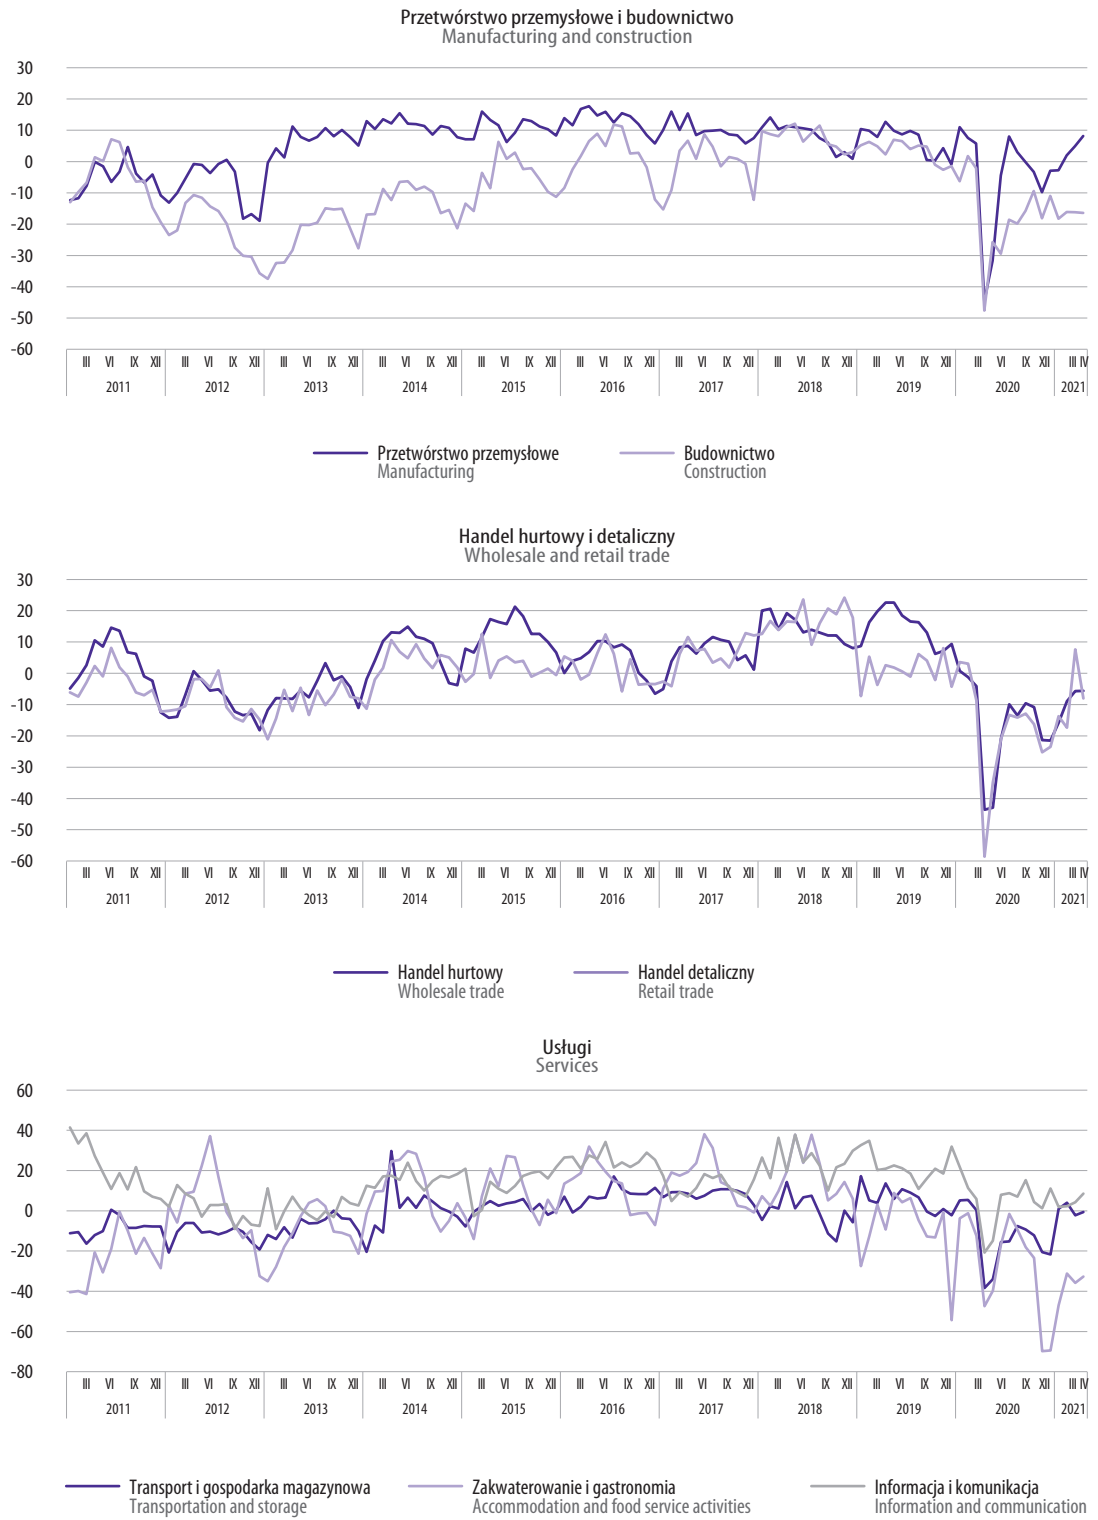 Przetwórstwo przemysłowe i budownictwo
Manufacturing and construction
30
20
10
0
-10
-20
-30
-40
-50
-60
III VI IX XII III VI IX XII III VI IX XII III VI IX XII III VI IX XII III VI IX XII III VI IX XII III VI IX XII III VI IX XII III VI IX XII III IV
2011 2012 2013 2014 2015 2016 2017 2018 2019 2020 2021
Przetwórstwo przemysłowe Budownictwo
Manufacturing Construction
Handel hurtowy i detaliczny
Wholesale and retail trade
30
20
10
0
-10
-20
-30
-40
-50
-60
III VI IX XII III VI IX XII III VI IX XII III VI IX XII III VI IX XII III VI IX XII III VI IX XII III VI IX XII III VI IX XII III VI IX XII III IV
2011 2012 2013 2014 2015 2016 2017 2018 2019 2020 2021
Handel hurtowy Handel detaliczny
Wholesale trade Retail trade
Usługi
Services
60
40
20
0
-20
-40
-60
-80
III VI IX XII III VI IX XII III VI IX XII III VI IX XII III VI IX XII III VI IX XII III VI IX XII III VI IX XII III VI IX XII III VI IX XII III IV
2011 2012 2013 2014 2015 2016 2017 2018 2019 2020 2021
Transport i gospodarka magazynowa Zakwaterowanie i gastronomia Informacja i komunikacja
Transportation and storage Accommodation and food service activities Information and communication